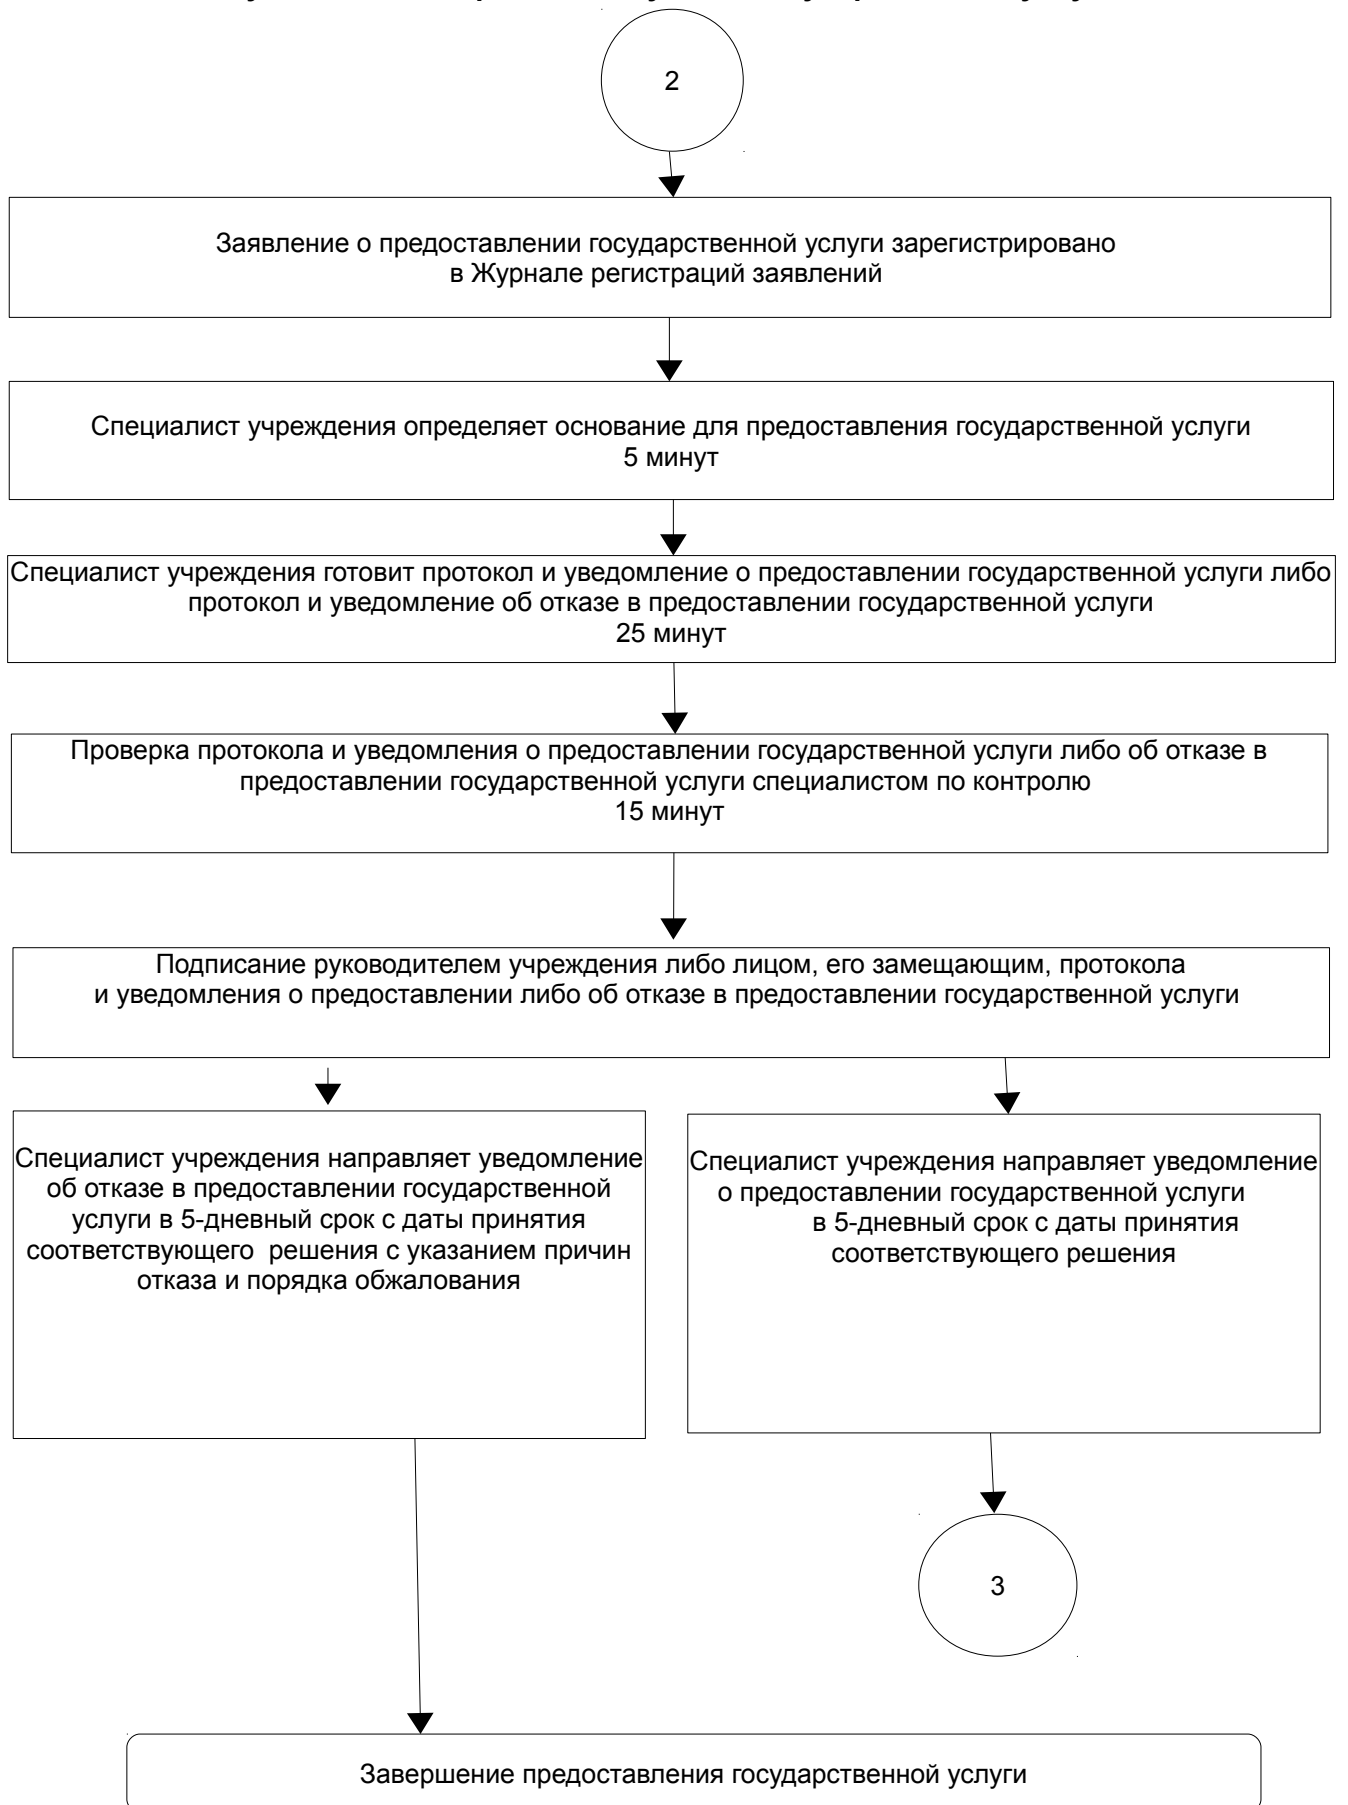 2
Заявление о предоставлении государственной услуги зарегистрировано
в Журнале регистраций заявлений
Специалист учреждения определяет основание для предоставления государственной услуги
5 минут
Специалист учреждения готовит протокол и уведомление о предоставлении государственной услуги либо
протокол и уведомление об отказе в предоставлении государственной услуги
25 минут
Проверка протокола и уведомления о предоставлении государственной услуги либо об отказе в
предоставлении государственной услуги специалистом по контролю
15 минут
Подписание руководителем учреждения либо лицом, его замещающим, протокола
и уведомления о предоставлении либо об отказе в предоставлении государственной услуги
Специалист учреждения направляет уведомление
об отказе в предоставлении государственной
услуги в 5-дневный срок с даты принятия
соответствующего решения с указанием причин
отказа и порядка обжалования
Специалист учреждения направляет уведомление
о предоставлении государственной услуги
в 5-дневный срок с даты принятия
соответствующего решения
3
Завершение предоставления государственной услуги